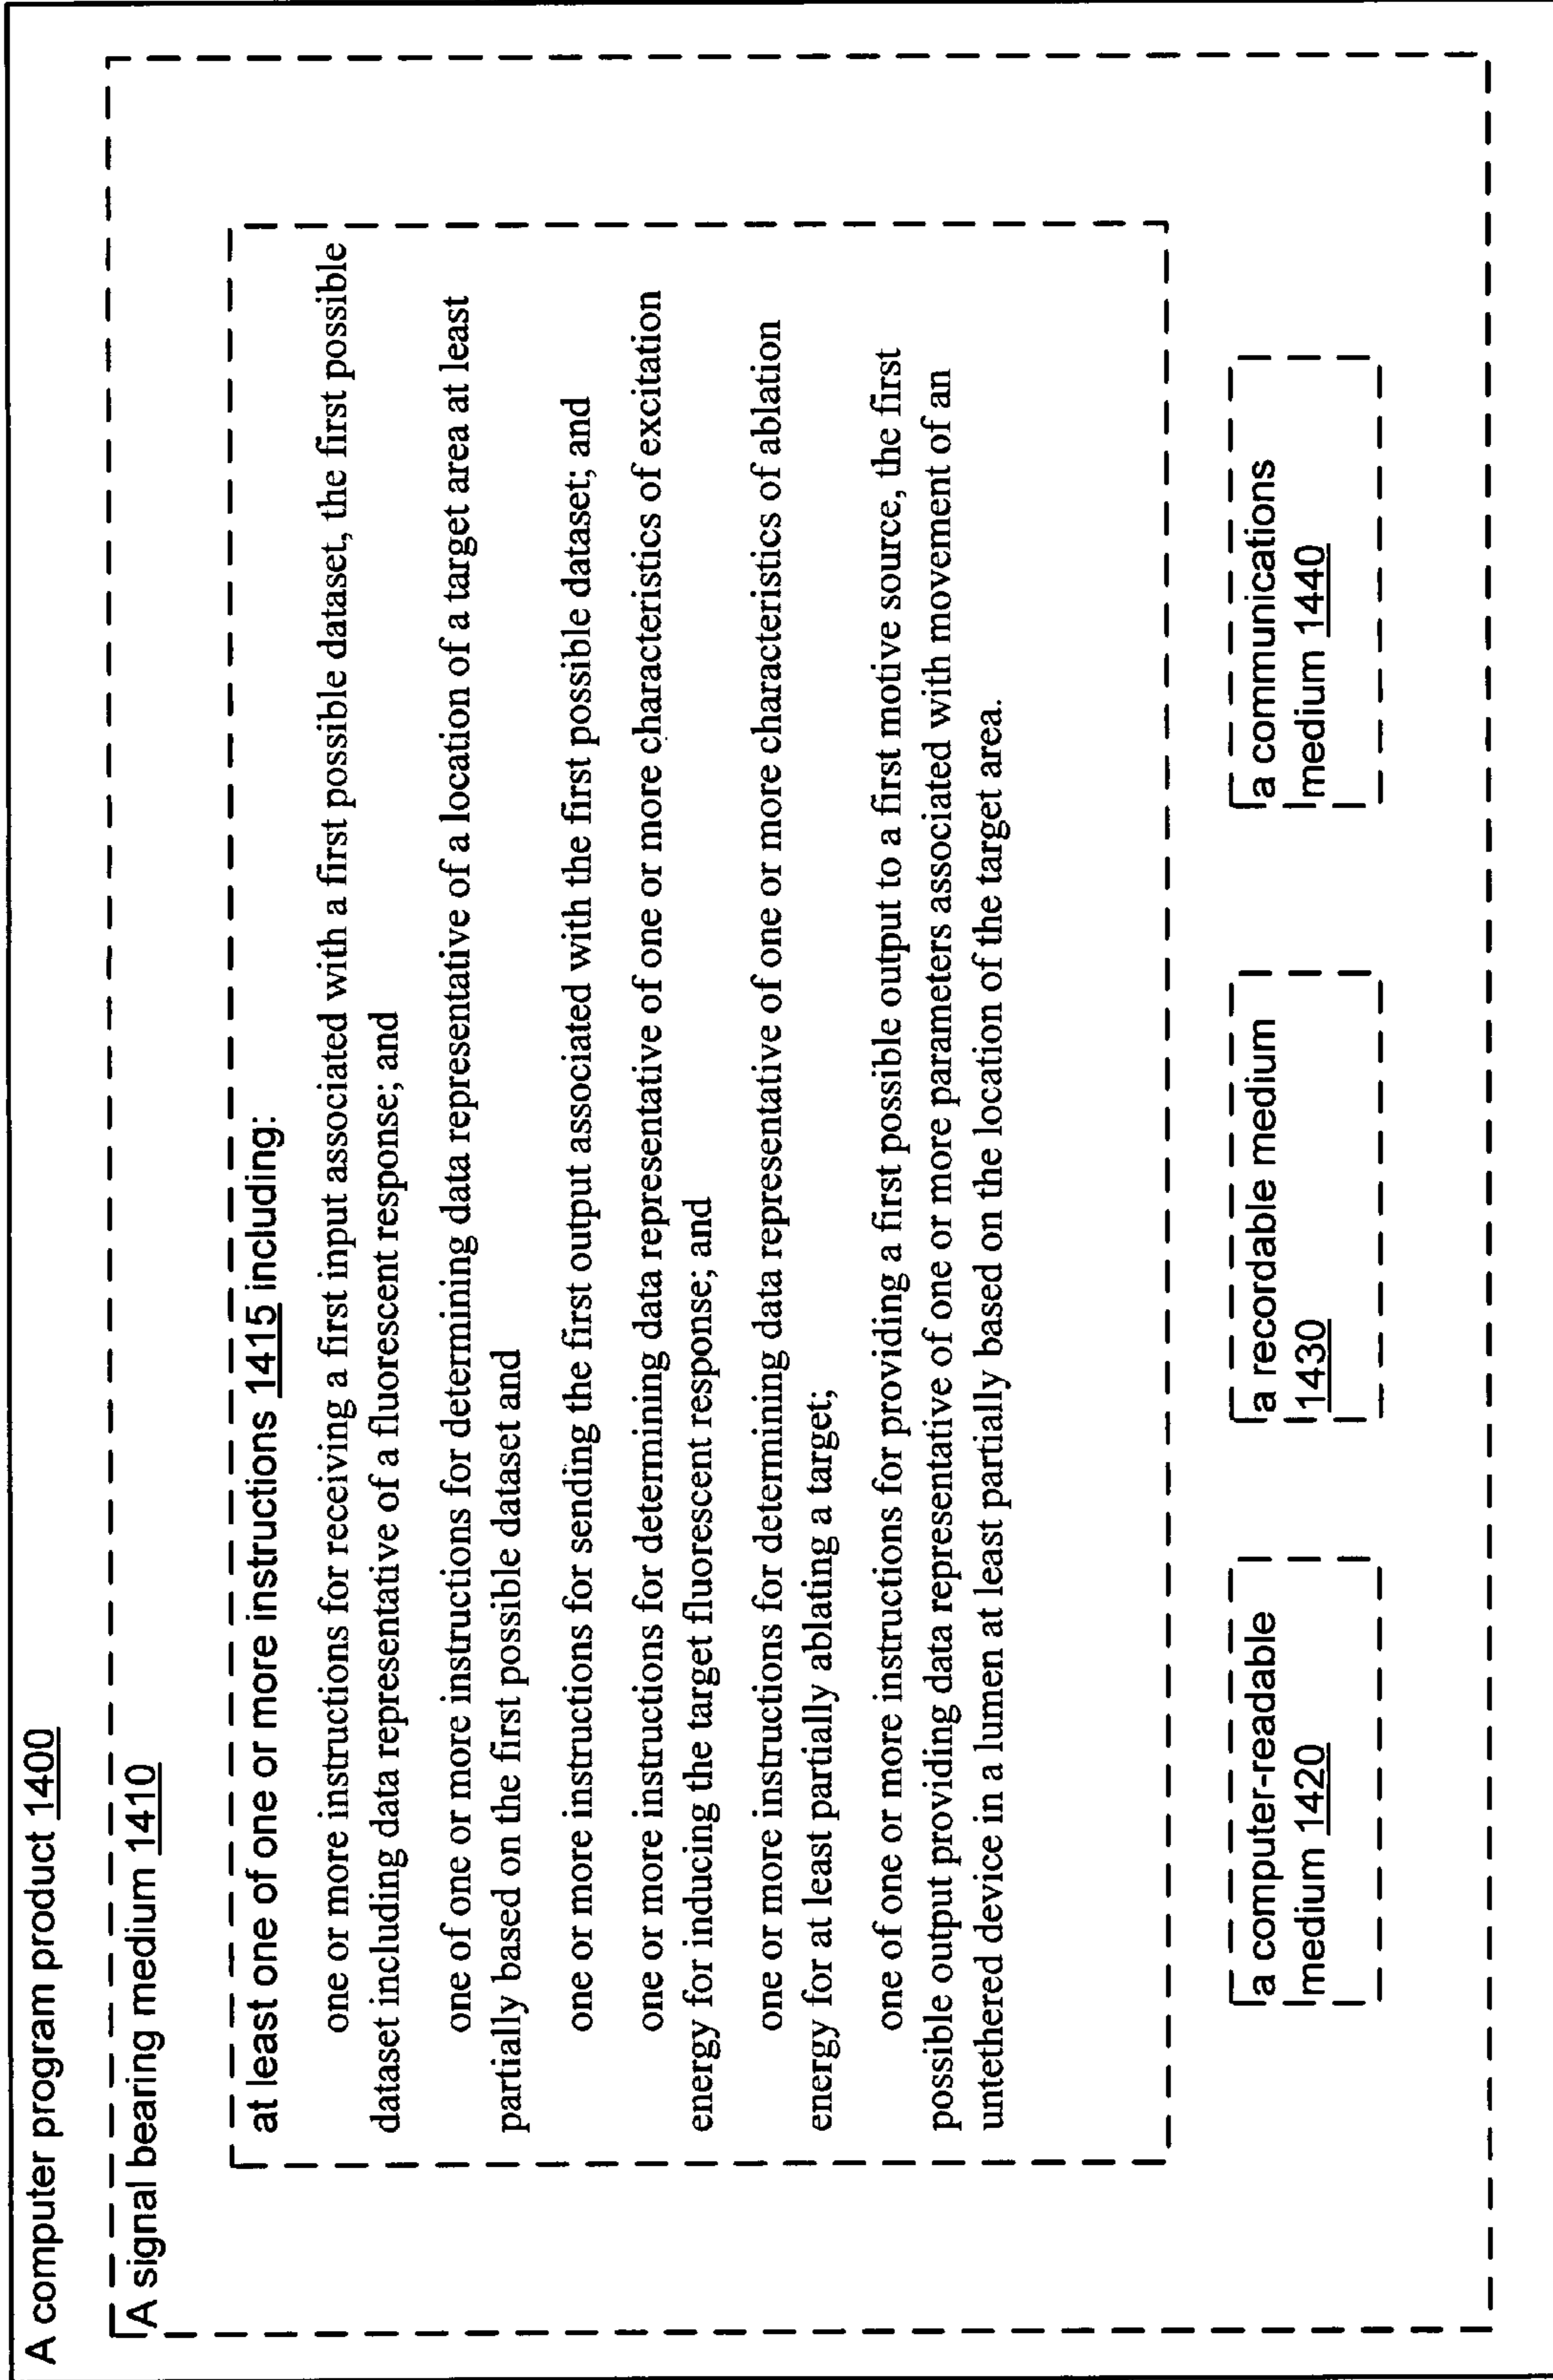 A computer program product 1400
A signal bearing medium 1410
at least one of one or more instructions 1415 including:
one or more instructions for receiving a first input associated with a first possible dataset, the first possible
dataset including data representative of a fluorescent response; and
one of one or more instructions for determining data representative of a location of a target area at least
partially based on the first possible dataset and
one or more instructions for sending the first output associated with the first possible dataset; and
one or more instructions for determining data representative of one or more characteristics of excitation
energy for inducing the target fluorescent response; and
one or more instructions for determining data representative of one or more characteristics of ablation
energy for at least partially ablating a target;
one of one or more instructions for providing a first possible output to a first motive source, the first
possible output providing data representative of one or more parameters associated with movement of an
untethered device in a lumen at least partially based on the location of the target area.
a computer-readable
medium 1420
a recordable medium
1430
a communications
medium 1440